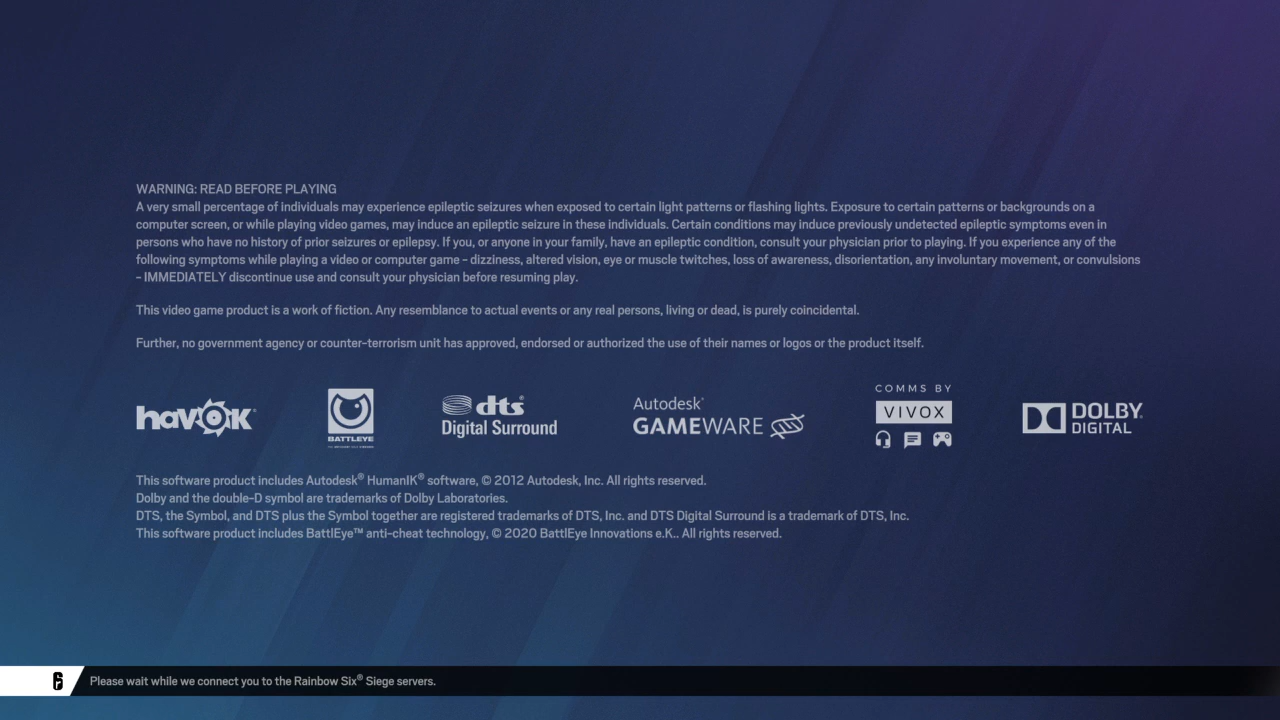 WARNING: READ BEFORE PLAYING
A very small percentage of individuals may experience epileptic seizures when exposed to certain light patterns or flashing lights. Exposure to certain patterns or backgrounds on a
computer screen, or while playing video games, may induce an epileptic seizure in these individuals. Certain conditions may induce previously undetected epileptic symptoms even in
persons who have no history of prior seizures or epilepsy. If you, or anyone in your family, have an epileptic condition, consult your physician prior to playing. If you experience any of the
following symptoms while playing a video or computer game - dizziness, altered vision, eye or muscle twitches, loss of awareness, disorientation, any involuntary movement, or convulsions
- IMMEDIATELY discontinue use and consult your physician before resuming play.
This video game product is a work of fiction. Any resemblance to actual events or any real persons, living or dead, is purely coincidental.
Further, no government agency or counter-terrorism unit has approved, endorsed or authorized the use of their names or logos or the product itself.
havok
BATTLEYE
dts
Digital Surround
Autodesk®
GAMEWARE
COMMS BY
VIVOX
DOLBY
DIGITAL
This software product includes Autodesk® HumanIK® software, © 2012 Autodesk, Inc. All rights reserved.
Dolby and the double-D symbol are trademarks of Dolby Laboratories.
DTS, the Symbol, and DTS plus the Symbol together are registered trademarks of DTS, Inc. and DTS Digital Surround is a trademark of DTS, Inc.
This software product includes BattlEye™ anti-cheat technology, © 2020 BattlEye Innovations e.K.. All rights reserved.
6 Please wait while we connect you to the Rainbow Six® Siege servers.